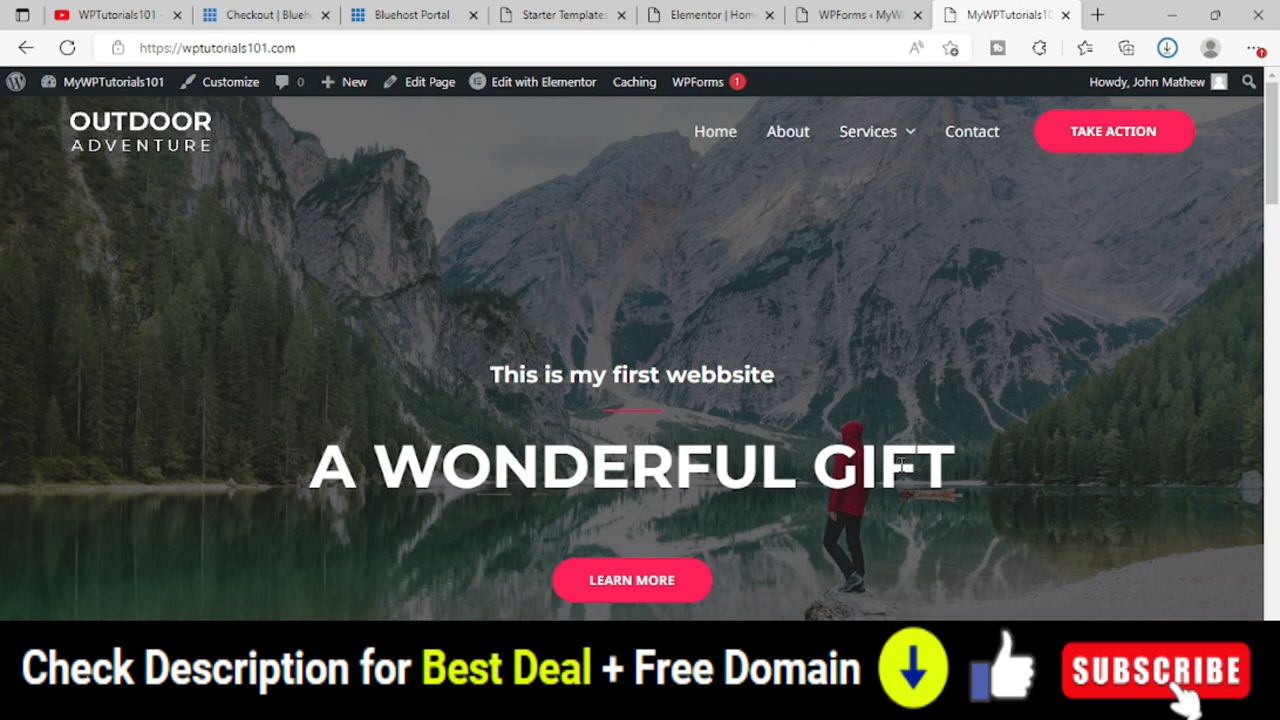 WPTutorials101 -
Checkout | Blueh
Bluehost Portal
Starter Templates
Elementor | Hom
WPForms ‹ MyW
MyWPTutorials10
https://wptutorials101.com
MyWPTutorials101 Customize 0 New Edit Page Edit with Elementor Caching WPForms 1 Howdy, John Mathew
OUTDOOR
ADVENTURE
Home About Services Contact TAKE ACTION
This is my first webbsite
A WONDERFUL GIFT
LEARN MORE
Check Description for Best Deal + Free Domain SUBSCRIBE